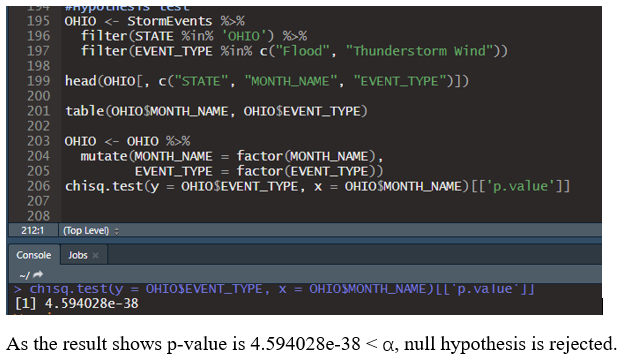 194 #Hypothesis test
195 OHIO <- StormEvents %>%
196   filter(STATE %in% 'OHIO') %>%
197   filter(EVENT_TYPE %in% c("Flood", "Thunderstorm Wind"))
198
199 head(OHIO[, c("STATE", "MONTH_NAME", "EVENT_TYPE")])
200
201 table(OHIO$MONTH_NAME, OHIO$EVENT_TYPE)
202
203 OHIO <- OHIO %>%
204   mutate(MONTH_NAME = factor(MONTH_NAME),
205          EVENT_TYPE = factor(EVENT_TYPE))
206 chisq.test(y = OHIO$EVENT_TYPE, x = OHIO$MONTH_NAME)[['p.value']]
207
208
212:1 (Top Level)
Console Jobs
~/
> chisq.test(y = OHIO$EVENT_TYPE, x = OHIO$MONTH_NAME)[['p.value']]
[1] 4.594028e-38
As the result shows p-value is 4.594028e-38 < α, null hypothesis is rejected.